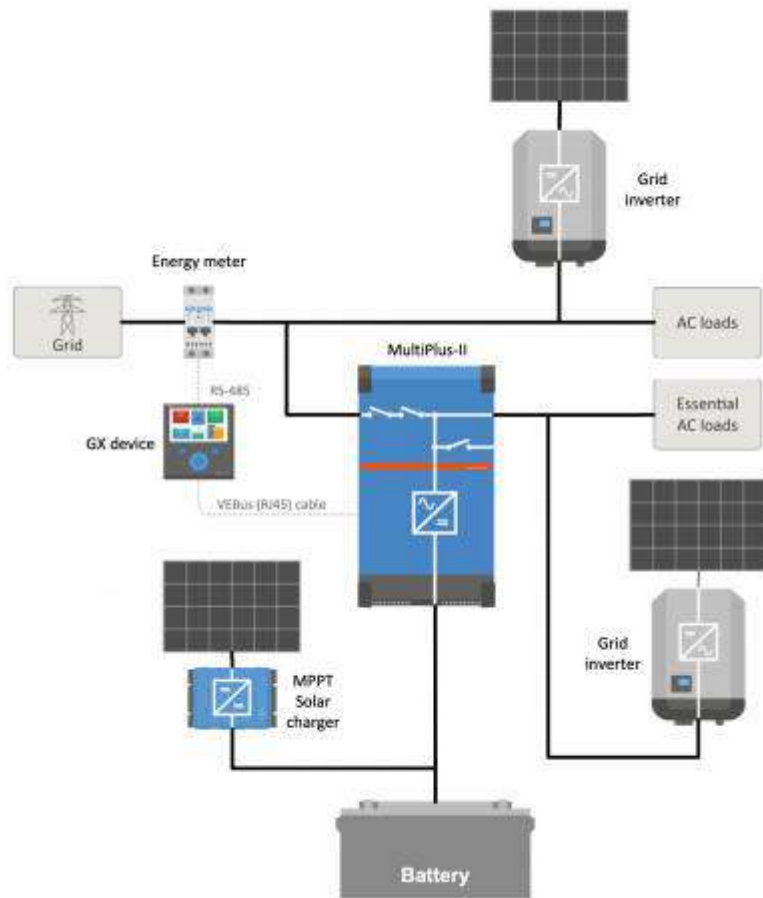 Grid
inverter
Energy meter
Grid
AC loads
MultiPlus-II
RS-485
Essential
AC loads
GX device
VEBus (RJ45) cable
Grid
inverter
MPPT
Solar
charger
Battery